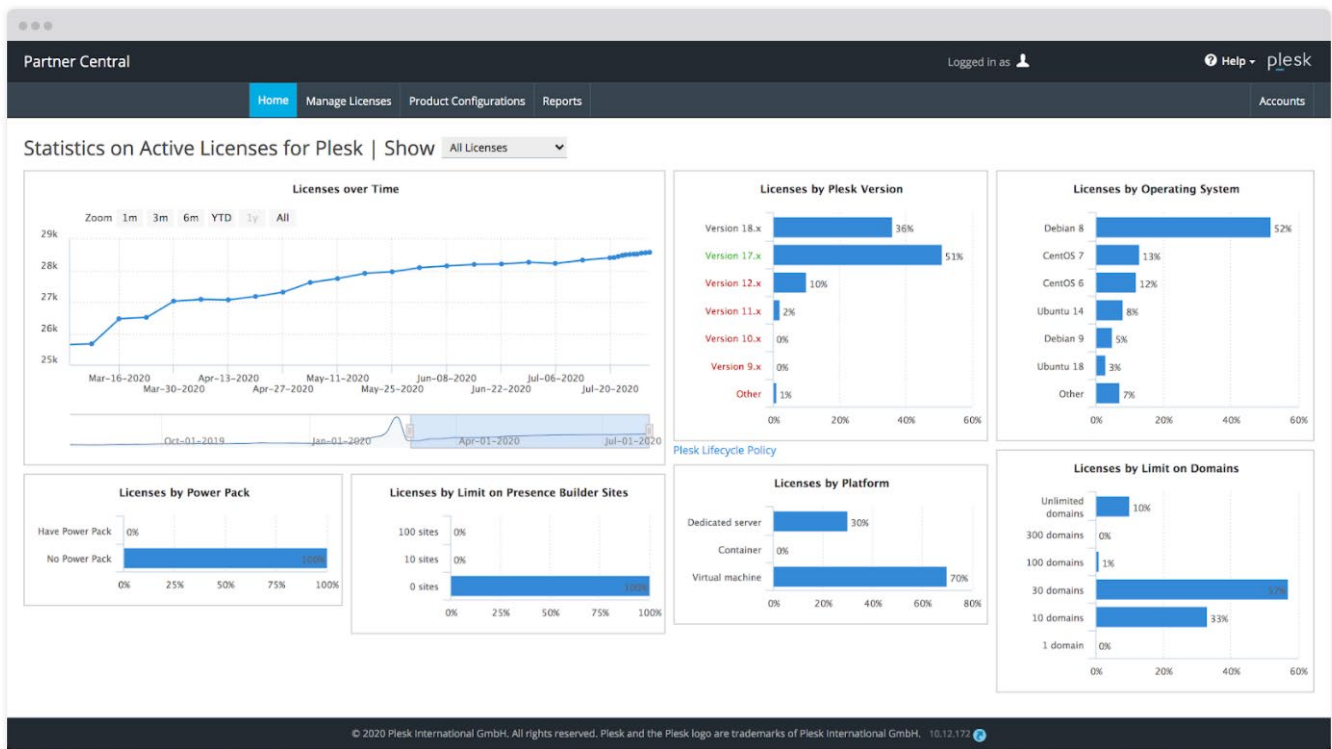 Partner Central
Logged in as
Help
plesk
Home
Manage Licenses
Product Configurations
Reports
Accounts
Statistics on Active Licenses for Plesk | Show All Licenses
Licenses over Time
Zoom 1m 3m 6m YTD 1y All
29k
28k
27k
26k
25k
Mar-16-2020 Apr-13-2020 May-11-2020 Jun-08-2020 Jul-06-2020
Mar-30-2020 Apr-27-2020 May-25-2020 Jun-22-2020 Jul-20-2020
Oct-01-2019 Jan-01-2020 Apr-01-2020 Jul-01-2020
Licenses by Plesk Version
Version 18.x 36%
Version 17.x 51%
Version 12.x 10%
Version 11.x 2%
Version 10.x 0%
Version 9.x 0%
Other 1%
0% 20% 40% 60%
Plesk Lifecycle Policy
Licenses by Operating System
Debian 8 52%
CentOS 7 13%
CentOS 6 12%
Ubuntu 14 8%
Debian 9 5%
Ubuntu 18 3%
Other 7%
0% 20% 40% 60%
Licenses by Power Pack
Have Power Pack 0%
No Power Pack 100%
0% 25% 50% 75% 100%
Licenses by Limit on Presence Builder Sites
100 sites 0%
10 sites 0%
0 sites 100%
0% 25% 50% 75% 100%
Licenses by Platform
Dedicated server 30%
Container 0%
Virtual machine 70%
0% 20% 40% 60% 80%
Licenses by Limit on Domains
Unlimited
domains 10%
300 domains 0%
100 domains 1%
30 domains 57%
10 domains 33%
1 domain 0%
0% 20% 40% 60%
© 2020 Plesk International GmbH. All rights reserved. Plesk and the Plesk logo are trademarks of Plesk International GmbH. 10.12.172